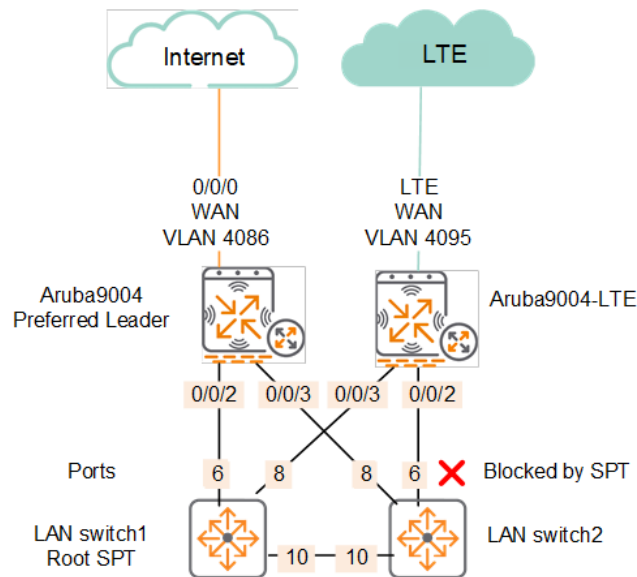 Internet
LTE
0/0/0
WAN
VLAN 4086
LTE
WAN
VLAN 4095
Aruba9004
Preferred Leader
Aruba9004-LTE
0/0/2
0/0/3
0/0/3
0/0/2
Ports
6
8
8
6
Blocked by SPT
LAN switch1
Root SPT
10
10
LAN switch2